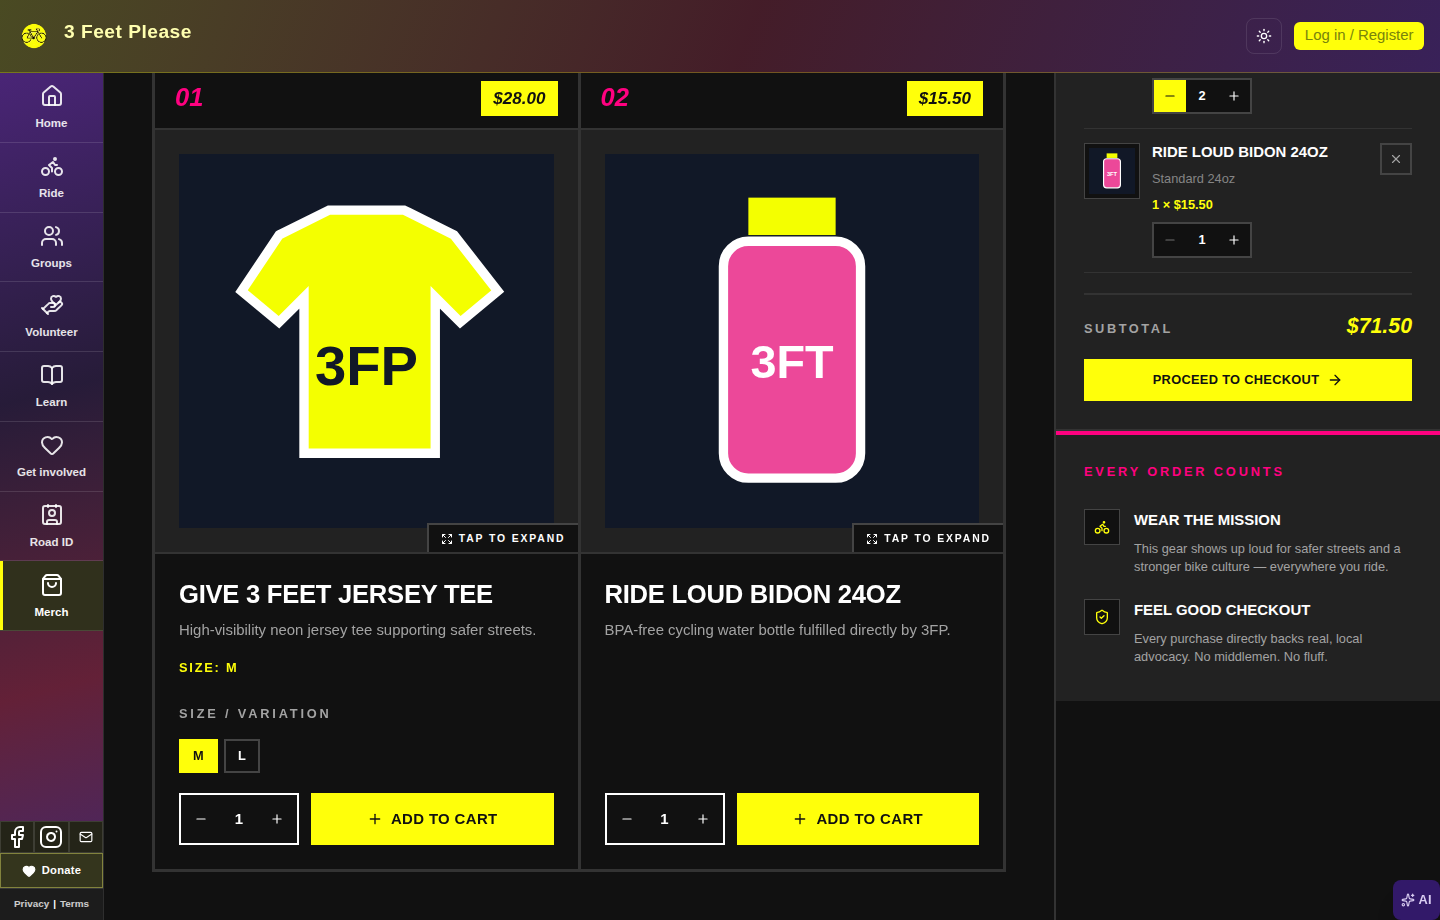 3 Feet Please
Log in / Register
Home
Ride
Groups
Volunteer
Learn
Get involved
Road ID
Merch
Donate
Privacy | Terms
01
$28.00
3FP
TAP TO EXPAND
GIVE 3 FEET JERSEY TEE
High-visibility neon jersey tee supporting safer streets.
SIZE: M
SIZE / VARIATION
M
L
1
ADD TO CART
02
$15.50
3FT
TAP TO EXPAND
RIDE LOUD BIDON 24OZ
BPA-free cycling water bottle fulfilled directly by 3FP.
1
ADD TO CART
2
3FT
RIDE LOUD BIDON 24OZ
Standard 24oz
1 × $15.50
1
SUBTOTAL
$71.50
PROCEED TO CHECKOUT
EVERY ORDER COUNTS
WEAR THE MISSION
This gear shows up loud for safer streets and a
stronger bike culture — everywhere you ride.
FEEL GOOD CHECKOUT
Every purchase directly backs real, local
advocacy. No middlemen. No fluff.
AI